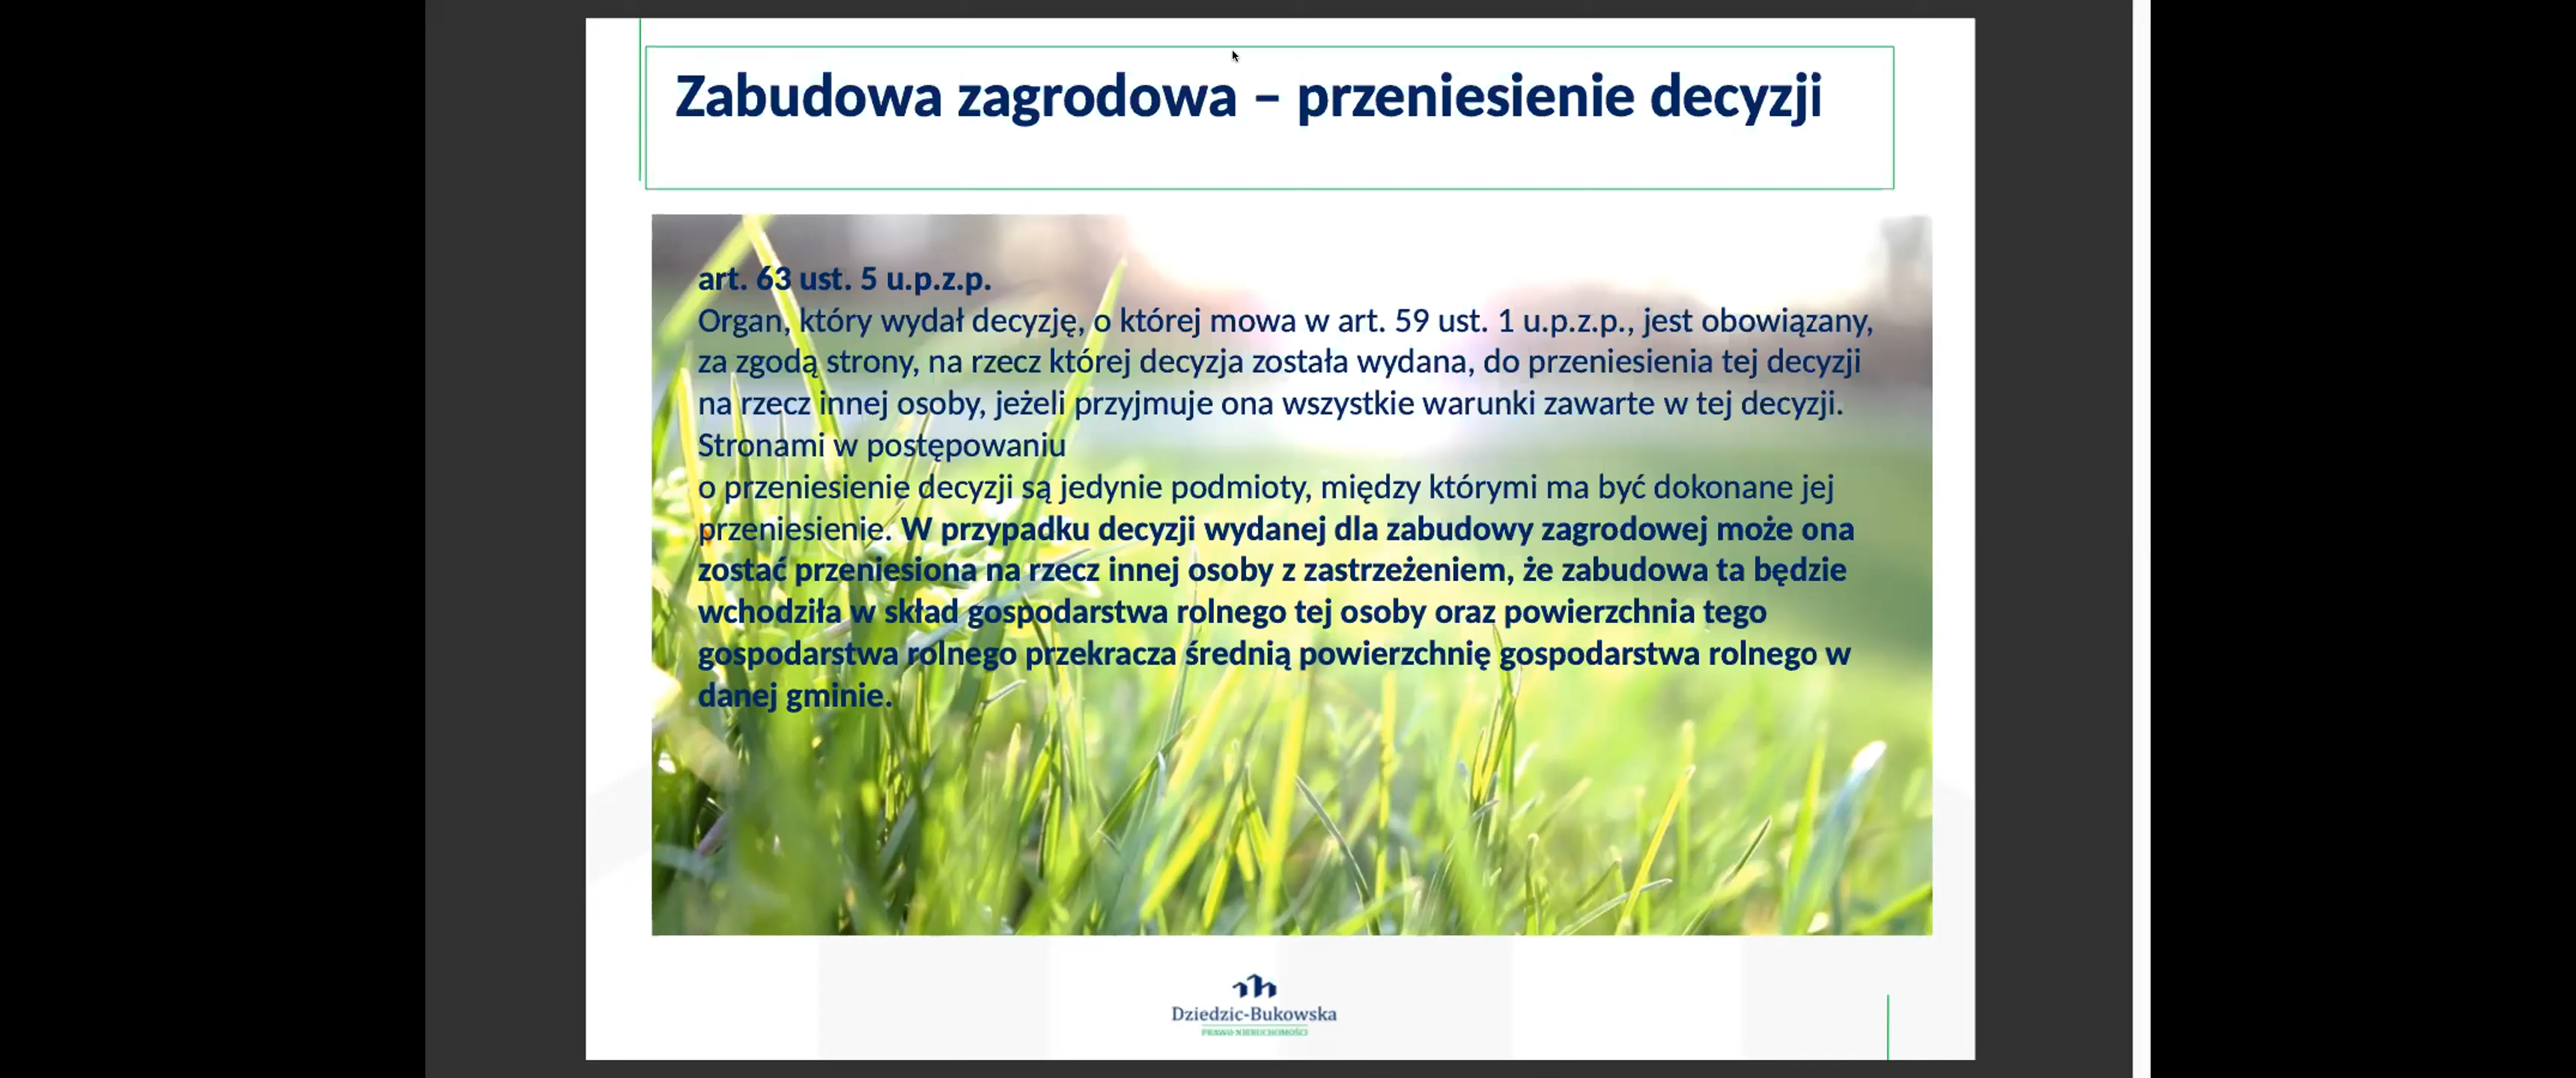 Zabudowa zagrodowa – przeniesienie decyzji
art. 63 ust. 5 u.p.z.p.
Organ, który wydał decyzję, o której mowa w art. 59 ust. 1 u.p.z.p., jest obowiązany,
za zgodą strony, na rzecz której decyzja została wydana, do przeniesienia tej decyzji
na rzecz innej osoby, jeżeli przyjmuje ona wszystkie warunki zawarte w tej decyzji.
Stronami w postępowaniu
o przeniesienie decyzji są jedynie podmioty, między którymi ma być dokonane jej
przeniesienie. W przypadku decyzji wydanej dla zabudowy zagrodowej może ona
zostać przeniesiona na rzecz innej osoby z zastrzeżeniem, że zabudowa ta będzie
wchodziła w skład gospodarstwa rolnego tej osoby oraz powierzchnia tego
gospodarstwa rolnego przekracza średnią powierzchnię gospodarstwa rolnego w
danej gminie.
Dziedzic-Bukowska
PRAWO NIERUCHOMOŚCI